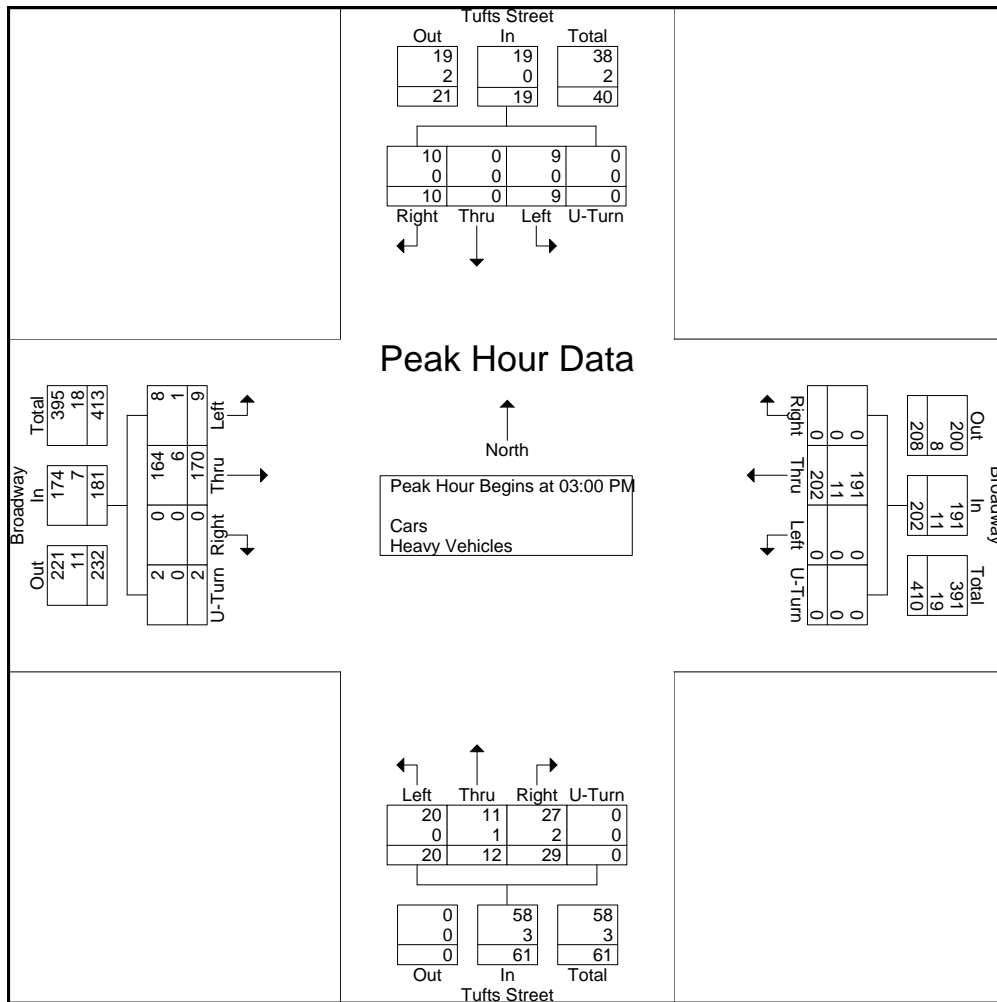 Tufts Street
Out In Total
19 19 38
2 0 2
21 19 40
10 0 9 0
0 0 0 0
10 0 9 0
Right Thru Left U-Turn
Peak Hour Data
North
Peak Hour Begins at 03:00 PM
Cars
Heavy Vehicles
Broadway
Out In Total
221 174 395
11 7 18
232 181 413
2 0 164 8
0 0 6 1
2 0 170 9
U-Turn Right Thru Left
Broadway
Out In Total
200 191 391
8 11 19
208 202 410
0 191 0 0
0 11 0 0
0 202 0 0
Right Thru Left U-Turn
Left Thru Right U-Turn
20 11 27 0
0 1 2 0
20 12 29 0
0 58 58
0 3 3
0 61 61
Out In Total
Tufts Street